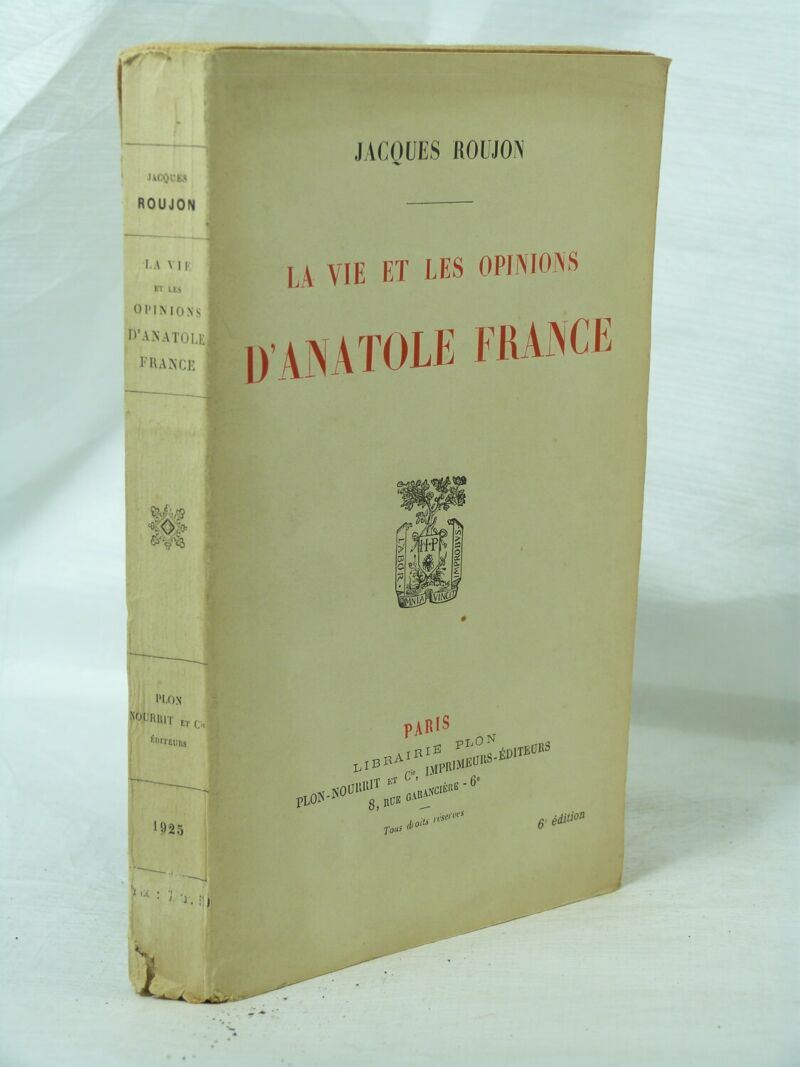 JACQUES
ROUJON
LA VIE
ET LES
OPINIONS
D'ANATOLE
FRANCE
PLON
NOURRIT ET Cie
ÉDITEURS
1925
JACQUES ROUJON
LA VIE ET LES OPINIONS
D'ANATOLE FRANCE
H·P
LABOR
OMNIA VINCIT
IMPROBVS
PARIS
LIBRAIRIE PLON
PLON-NOURRIT ET Cie, IMPRIMEURS-ÉDITEURS
8, RUE GARANCIÈRE - 6e
Tous droits réservés
6e édition